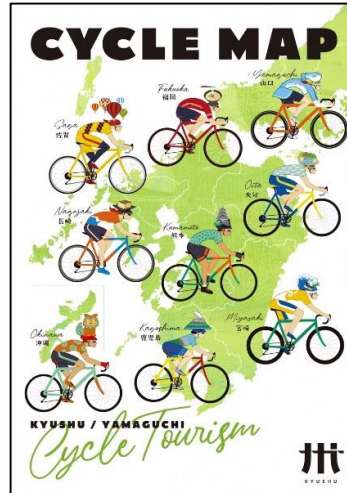 CYCLE MAP
Fukuoka
福岡
Yamaguchi
山口
Saga
佐賀
Oita
大分
Nagasaki
長崎
Kumamoto
熊本
Okinawa
沖縄
Kagoshima
鹿児島
Miyazaki
宮崎
KYUSHU / YAMAGUCHI
Cycle Tourism
KYUSHU